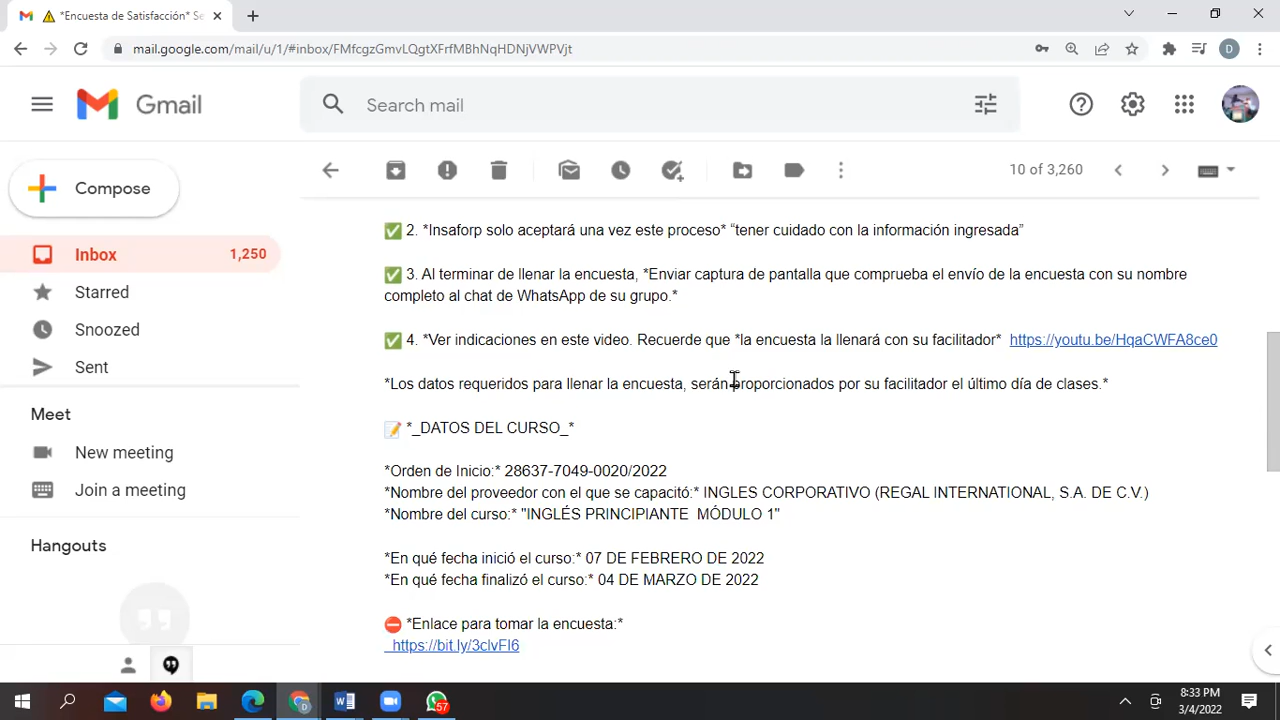 *Encuesta de Satisfacción* Se
mail.google.com/mail/u/1/#inbox/FMfcgzGmvLQgtXFrfMBhNqHDNjVWPVjt
D
Gmail
Search mail
Compose
10 of 3,260
Inbox 1,250
Starred
Snoozed
Sent
Meet
New meeting
Join a meeting
Hangouts
2. *Insaforp solo aceptará una vez este proceso* “tener cuidado con la información ingresada”
3. Al terminar de llenar la encuesta, *Enviar captura de pantalla que comprueba el envío de la encuesta con su nombre
completo al chat de WhatsApp de su grupo.*
4. *Ver indicaciones en este video. Recuerde que *la encuesta la llenará con su facilitador* https://youtu.be/HqaCWFA8ce0
*Los datos requeridos para llenar la encuesta, serán proporcionados por su facilitador el último día de clases.*
*_DATOS DEL CURSO_*
*Orden de Inicio:* 28637-7049-0020/2022
*Nombre del proveedor con el que se capacitó:* INGLES CORPORATIVO (REGAL INTERNATIONAL, S.A. DE C.V.)
*Nombre del curso:* "INGLÉS PRINCIPIANTE MÓDULO 1"
*En qué fecha inició el curso:* 07 DE FEBRERO DE 2022
*En qué fecha finalizó el curso:* 04 DE MARZO DE 2022
*Enlace para tomar la encuesta:*
https://bit.ly/3clvFI6
57
8:33 PM
3/4/2022